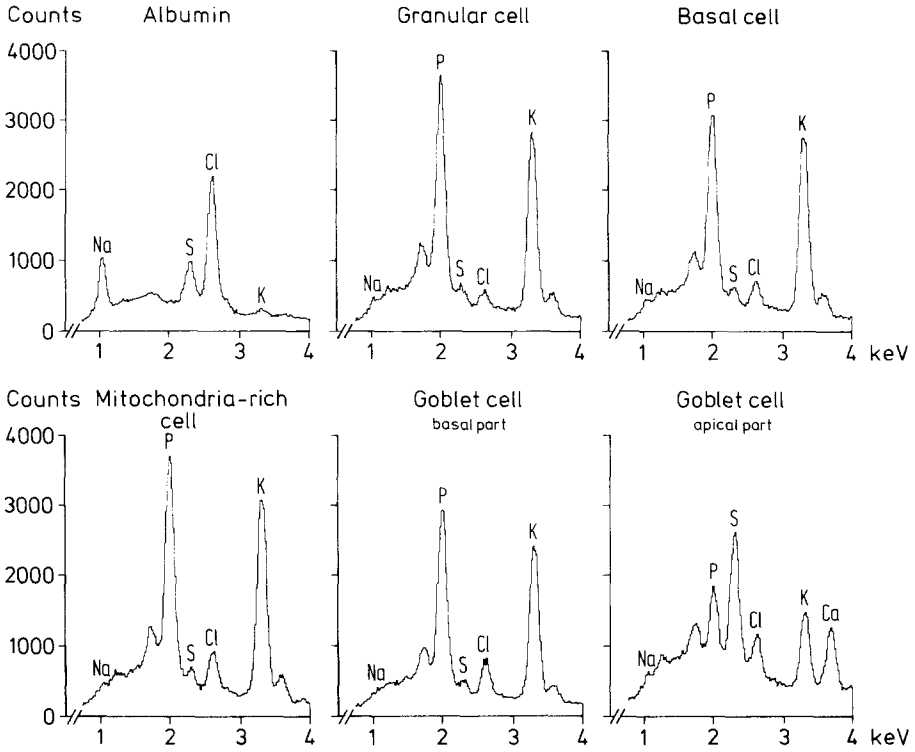 Counts Albumin Granular cell Basal cell
4000
3000
2000
1000
0
Na
S
Cl
K
1 2 3 4
P
K
Na
S
Cl
1 2 3 4
P
K
Na
S
Cl
1 2 3 4 keV
Counts Mitochondria-rich Goblet cell Goblet cell
cell basal part apical part
4000
3000
2000
1000
0
P
K
Na
S
Cl
1 2 3 4
P
K
Na
S
Cl
1 2 3 4
S
P
K
Ca
Cl
Na
1 2 3 4 keV